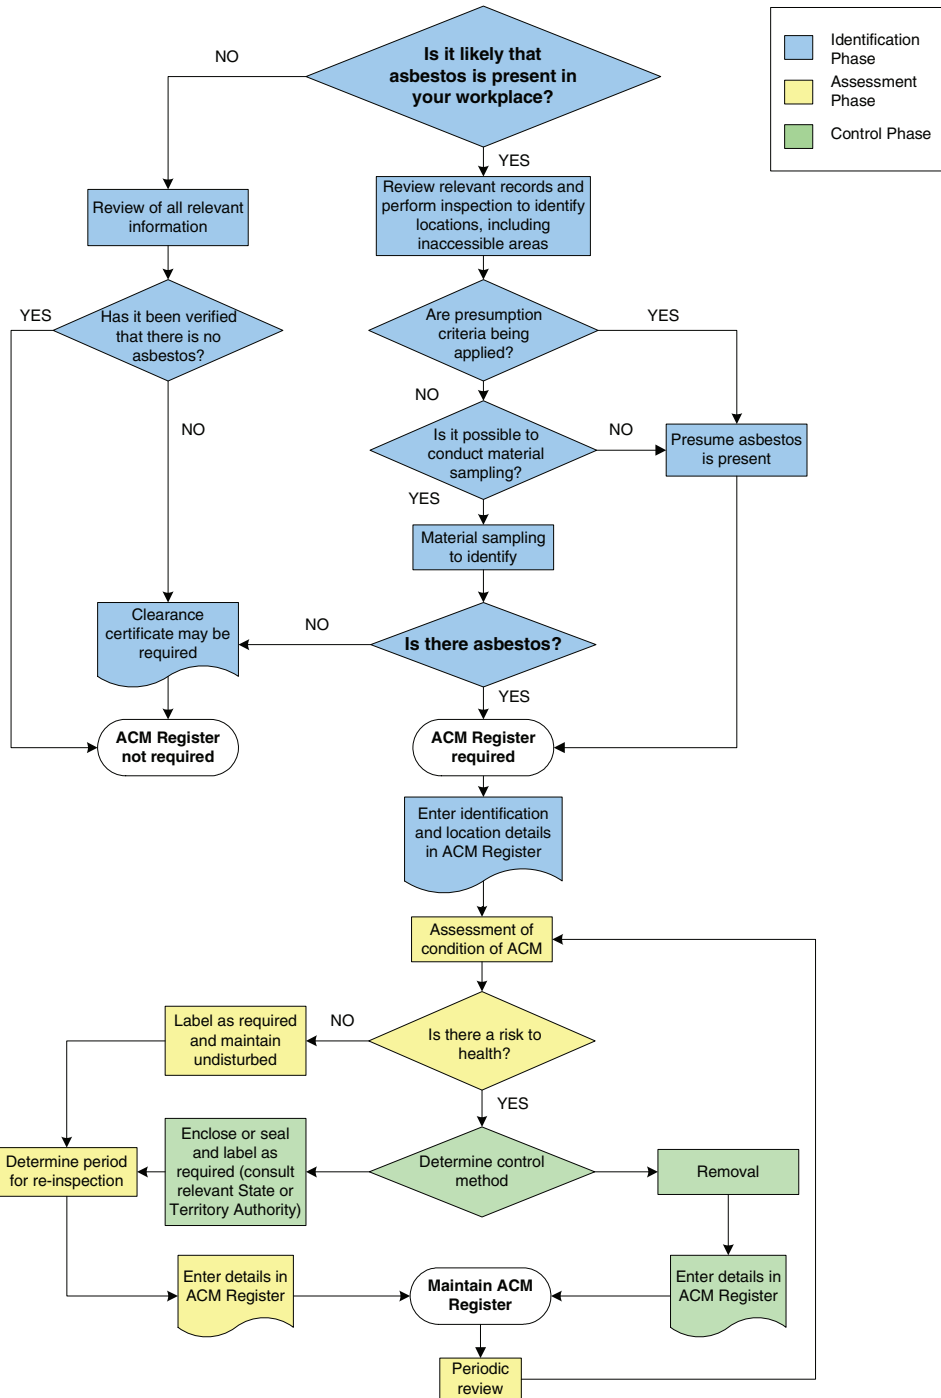 Is it likely that
asbestos is present in
your workplace?
NO
YES
Identification
Phase
Assessment
Phase
Control Phase
Review of all relevant
information
Review relevant records and
perform inspection to identify
locations, including
inaccessible areas
YES
Has it been verified
that there is no
asbestos?
NO
Are presumption
criteria being
applied?
YES
NO
Is it possible to
conduct material
sampling?
NO
Presume asbestos
is present
YES
Material sampling
to identify
Clearance
certificate may be
required
NO
Is there asbestos?
YES
ACM Register
not required
ACM Register
required
Enter identification
and location details
in ACM Register
Assessment of
condition of ACM
Label as required
and maintain
undisturbed
NO
Is there a risk to
health?
YES
Determine period
for re-inspection
Enclose or seal
and label as
required (consult
relevant State or
Territory Authority)
Determine control
method
Removal
Enter details in
ACM Register
Maintain ACM
Register
Enter details in
ACM Register
Periodic
review